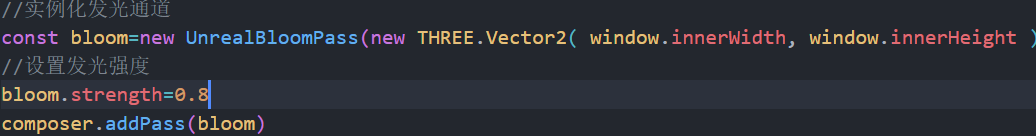 //实例化发光通道
const bloom=new UnrealBloomPass(new THREE.Vector2( window.innerWidth, window.innerHeight )
//设置发光强度
bloom.strength=0.8
composer.addPass(bloom)